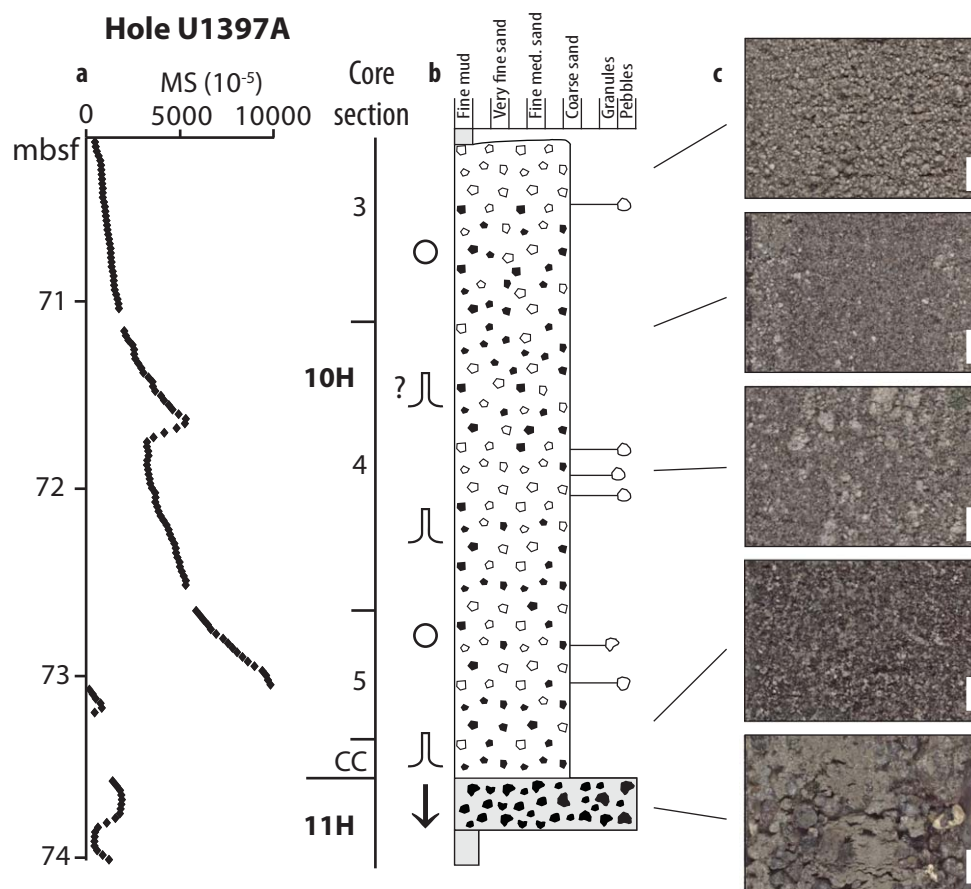 Hole U1397A
a
MS (10-5)
0 5000 10000
mbsf
71
72
73
74
Core
section
3
10H
4
5
CC
11H
?
b
Fine mud
Very fine sand
Fine med. sand
Coarse sand
Granules
Pebbles
c